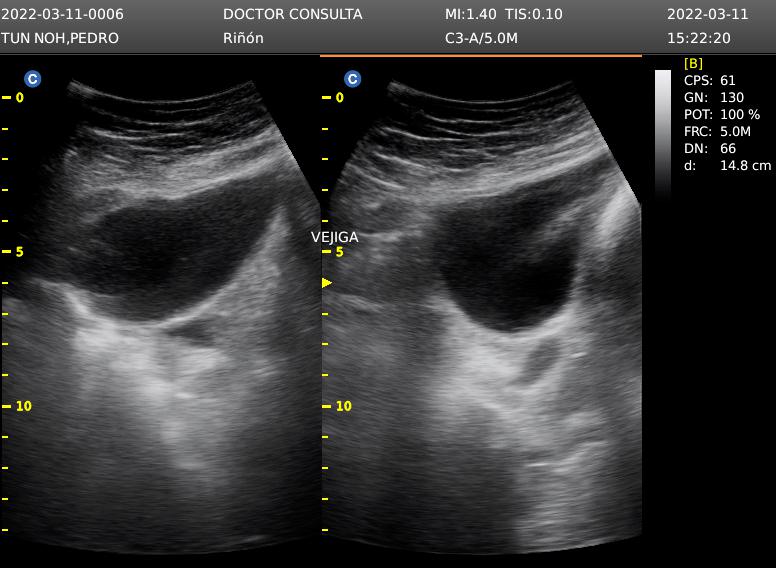 2022-03-11-0006 DOCTOR CONSULTA MI:1.40 TIS:0.10 2022-03-11
TUN NOH,PEDRO Riñón C3-A/5.0M 15:22:20
[B]
C C
0 0
CPS: 61
GN: 130
POT: 100 %
FRC: 5.0M
DN: 66
d: 14.8 cm
VEJIGA
5 5
10 10